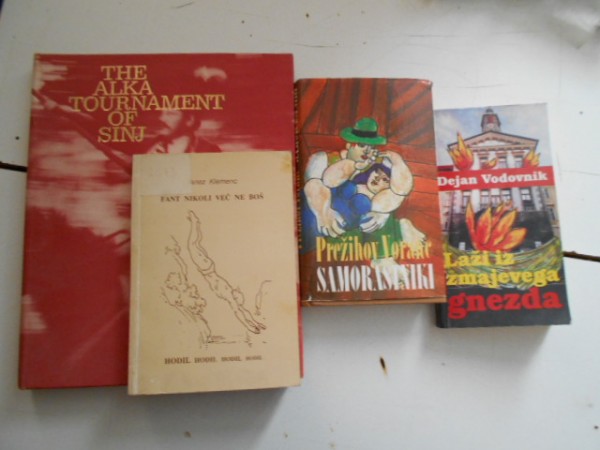 THE
ALKA
TOURNAMENT
OF
SINJ
Klemenc
FANT NIKOLI VEČ NE BOŠ
HODIL HODIL HODIL HODIL
Prežihov Voranc
SAMORASTNIKI
Dejan Vodovnik
Laži iz
zmajevega
gnezda